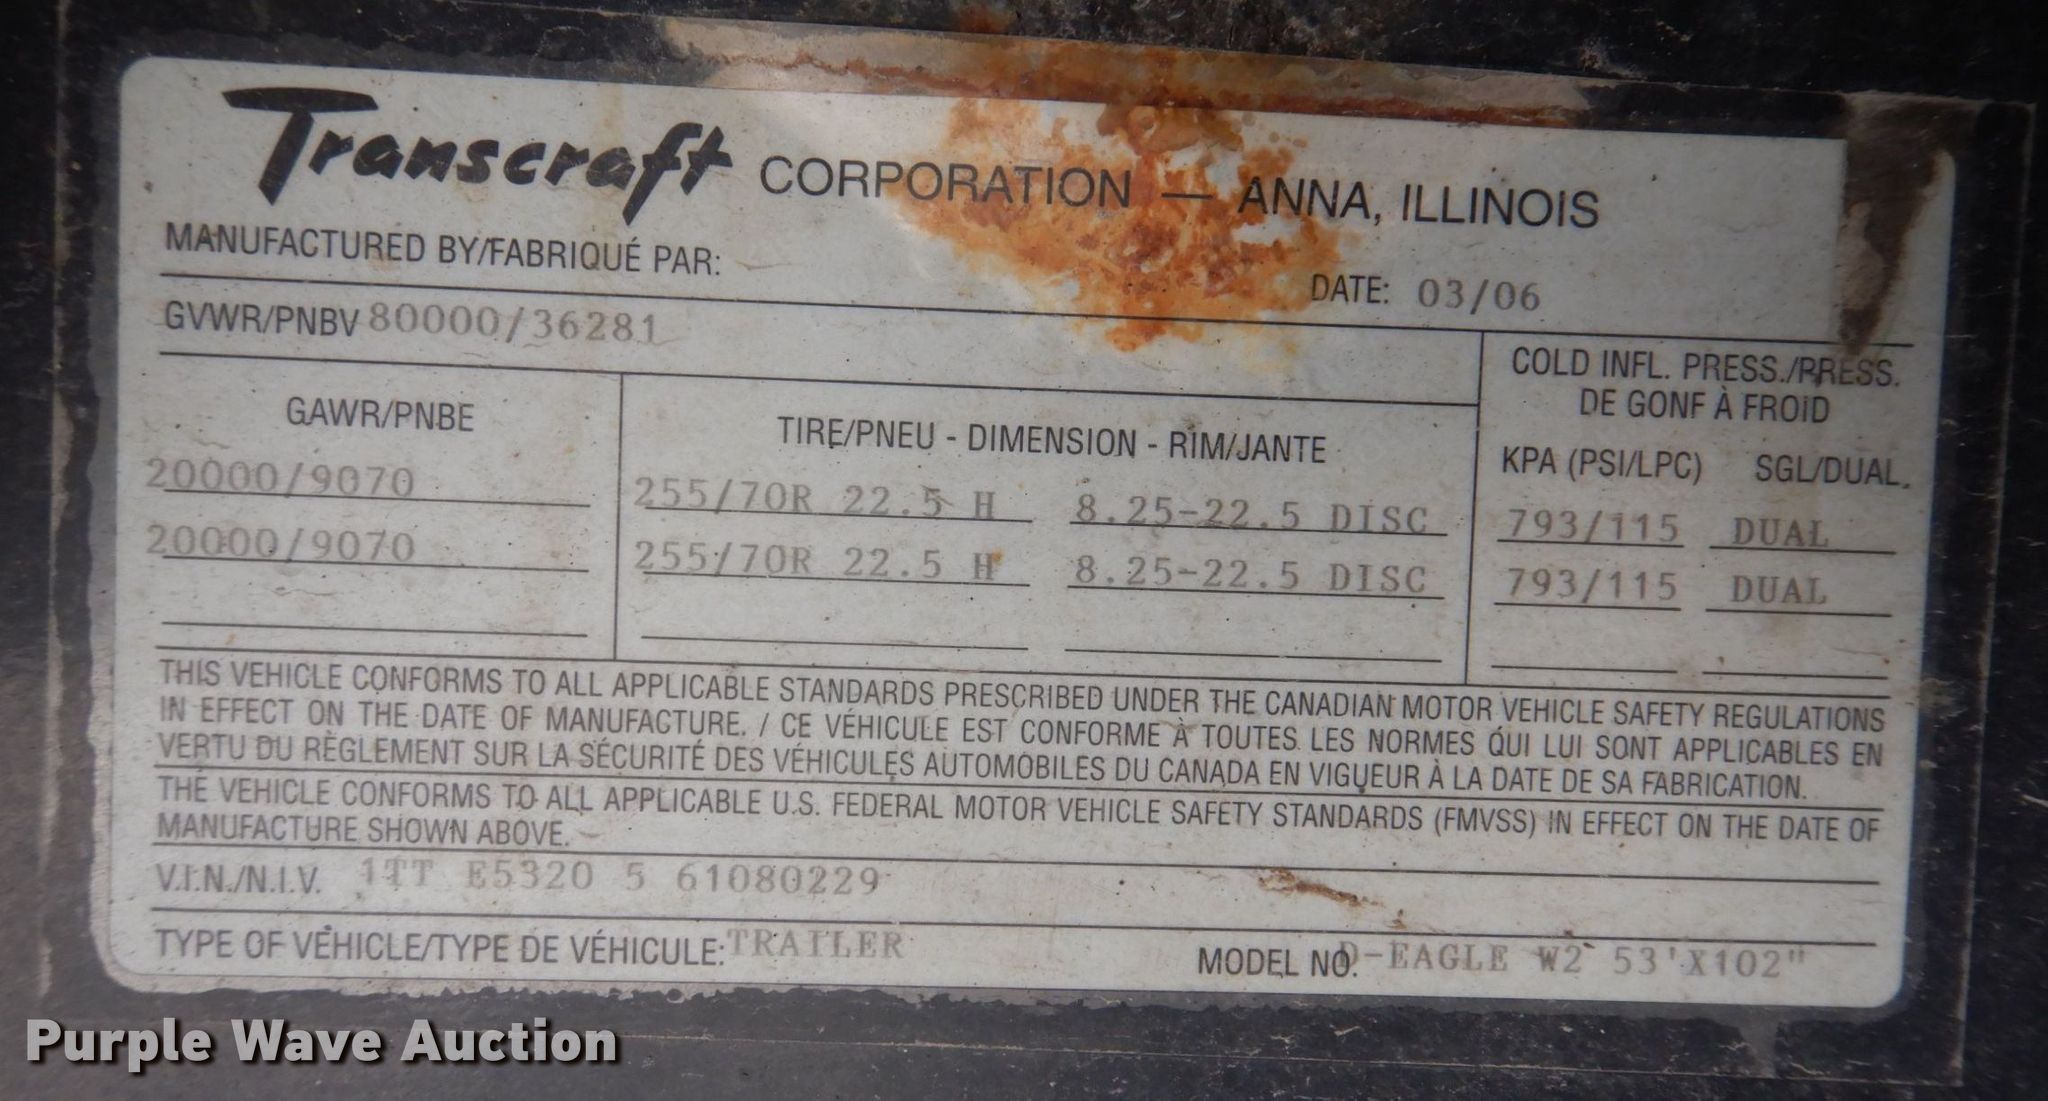 Transcraft CORPORATION — ANNA, ILLINOIS
MANUFACTURED BY/FABRIQUÉ PAR:
DATE: 03/06
GVWR/PNBV 80000/36281
COLD INFL. PRESS./PRESS.
DE GONF À FROID
GAWR/PNBE
TIRE/PNEU - DIMENSION - RIM/JANTE
KPA (PSI/LPC) SGL/DUAL
20000/9070 255/70R 22.5 H 8.25-22.5 DISC 793/115 DUAL
20000/9070 255/70R 22.5 H 8.25-22.5 DISC 793/115 DUAL
THIS VEHICLE CONFORMS TO ALL APPLICABLE STANDARDS PRESCRIBED UNDER THE CANADIAN MOTOR VEHICLE SAFETY REGULATIONS
IN EFFECT ON THE DATE OF MANUFACTURE. / CE VÉHICULE EST CONFORME À TOUTES LES NORMES QUI LUI SONT APPLICABLES EN
VERTU DU RÈGLEMENT SUR LA SÉCURITÉ DES VÉHICULES AUTOMOBILES DU CANADA EN VIGUEUR À LA DATE DE SA FABRICATION.
THE VEHICLE CONFORMS TO ALL APPLICABLE U.S. FEDERAL MOTOR VEHICLE SAFETY STANDARDS (FMVSS) IN EFFECT ON THE DATE OF
MANUFACTURE SHOWN ABOVE.
V.I.N./N.I.V. 1TT E5320 5 61080229
TYPE OF VEHICLE/TYPE DE VÉHICULE: TRAILER MODEL NO. D-EAGLE W2 53'X102"
Purple Wave Auction